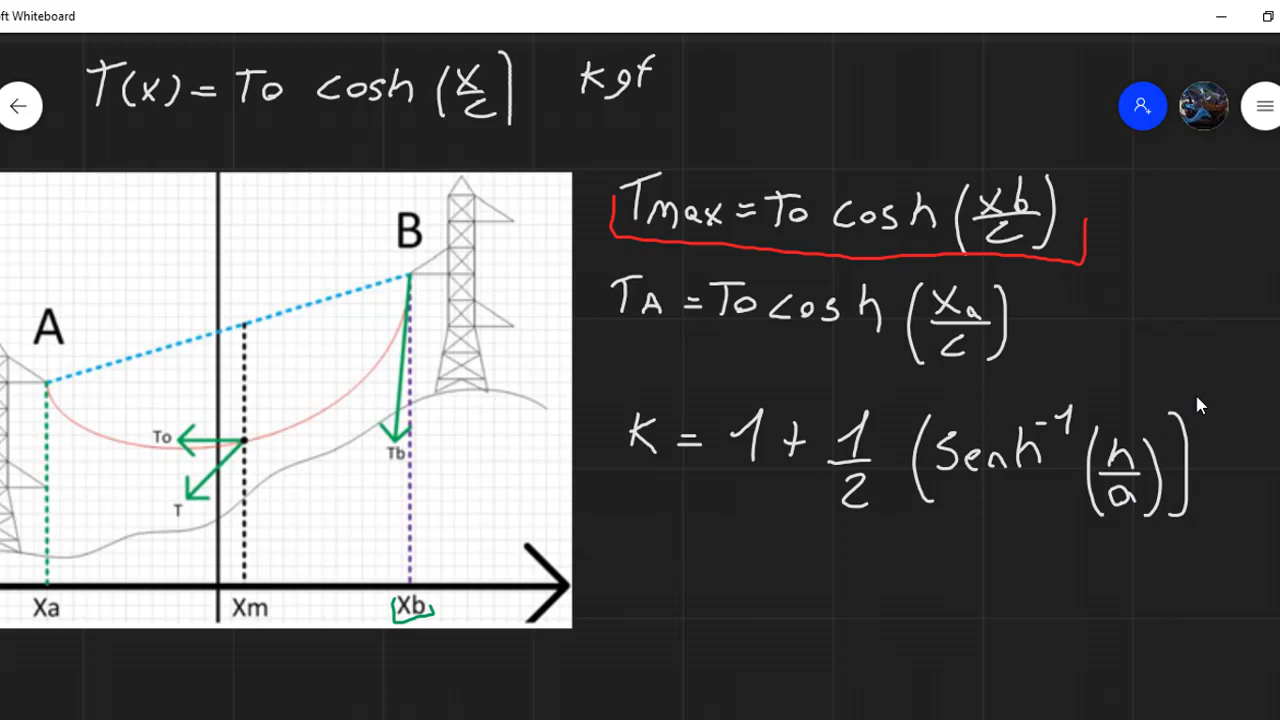 oft Whiteboard
T(x) = To cosh (x/c) kgf
Tmax = To cosh (xb/c)
TA = To cosh (xa/c)
K = 1 + 1/2 (Senh⁻¹ (h/a))
B
A
To
Tb
T
Xa
Xm
Xb